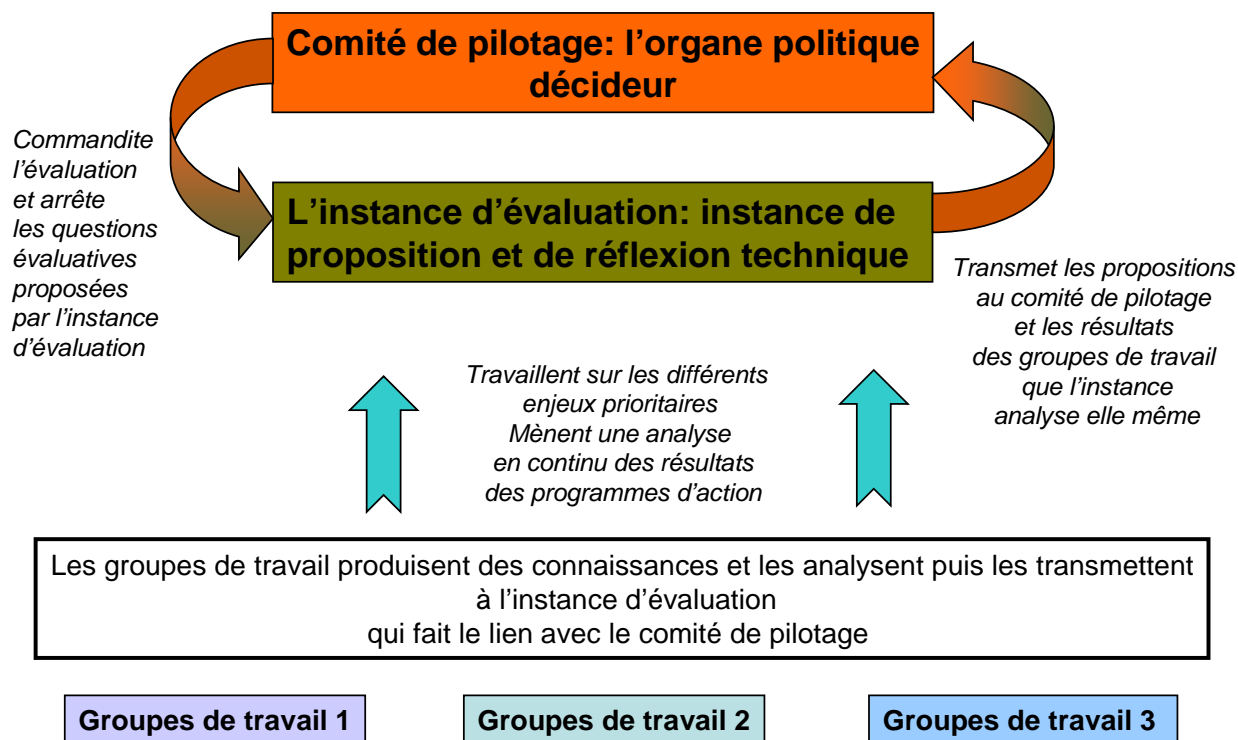 Comité de pilotage: l'organe politique
décideur
Commandite
l'évaluation
et arrête
les questions
évaluatives
proposées
par l'instance
d'évaluation
L'instance d'évaluation: instance de
proposition et de réflexion technique
Transmet les propositions
au comité de pilotage
et les résultats
des groupes de travail
que l'instance
analyse elle même
Travaillent sur les différents
enjeux prioritaires
Mènent une analyse
en continu des résultats
des programmes d'action
Les groupes de travail produisent des connaissances et les analysent puis les transmettent
à l'instance d'évaluation
qui fait le lien avec le comité de pilotage
Groupes de travail 1
Groupes de travail 2
Groupes de travail 3